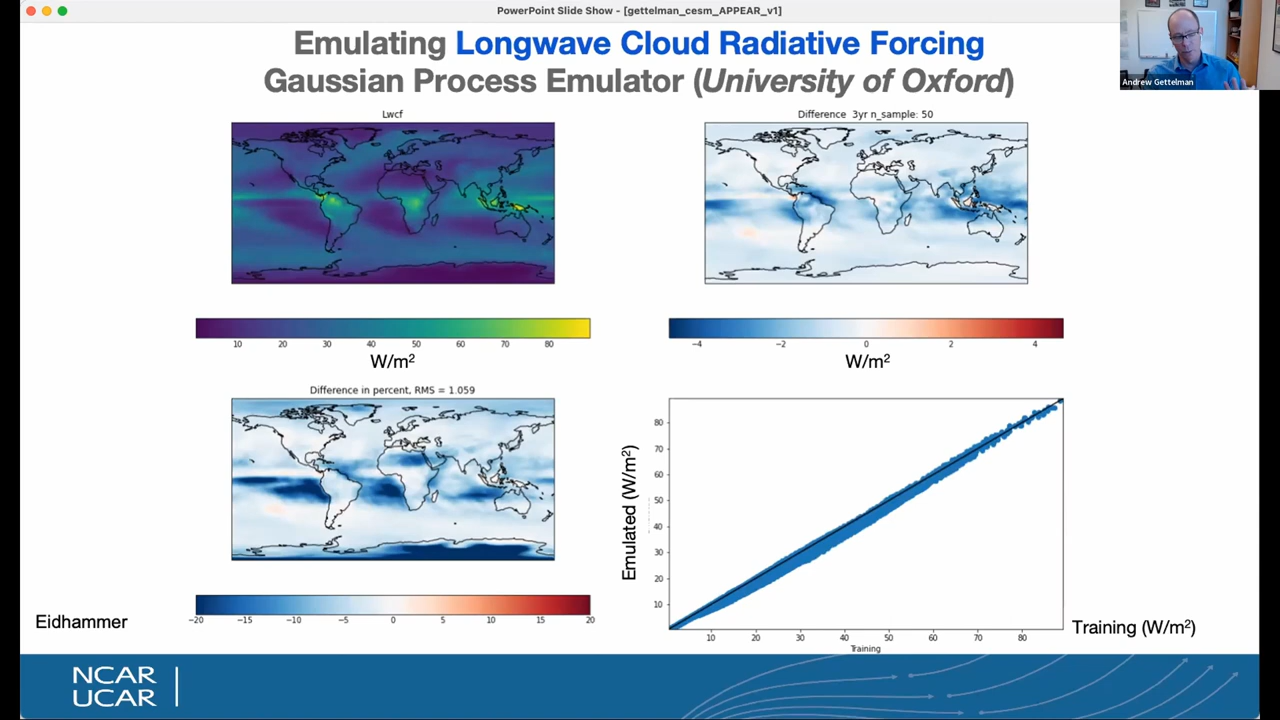 PowerPoint Slide Show - [gettelman_cesm_APPEAR_v1]
Andrew Gettelman
Emulating Longwave Cloud Radiative Forcing
Gaussian Process Emulator (University of Oxford)
Lwcf
10 20 30 40 50 60 70 80
W/m²
Difference 3yr n_sample: 50
−4 −2 0 2 4
W/m²
Difference in percent, RMS = 1.059
−20 −15 −10 −5 0 5 10 15 20
Emulated (W/m²)
80
70
60
50
40
30
20
10
10 20 30 40 50 60 70 80
Training
Training (W/m²)
Eidhammer
NCAR
UCAR